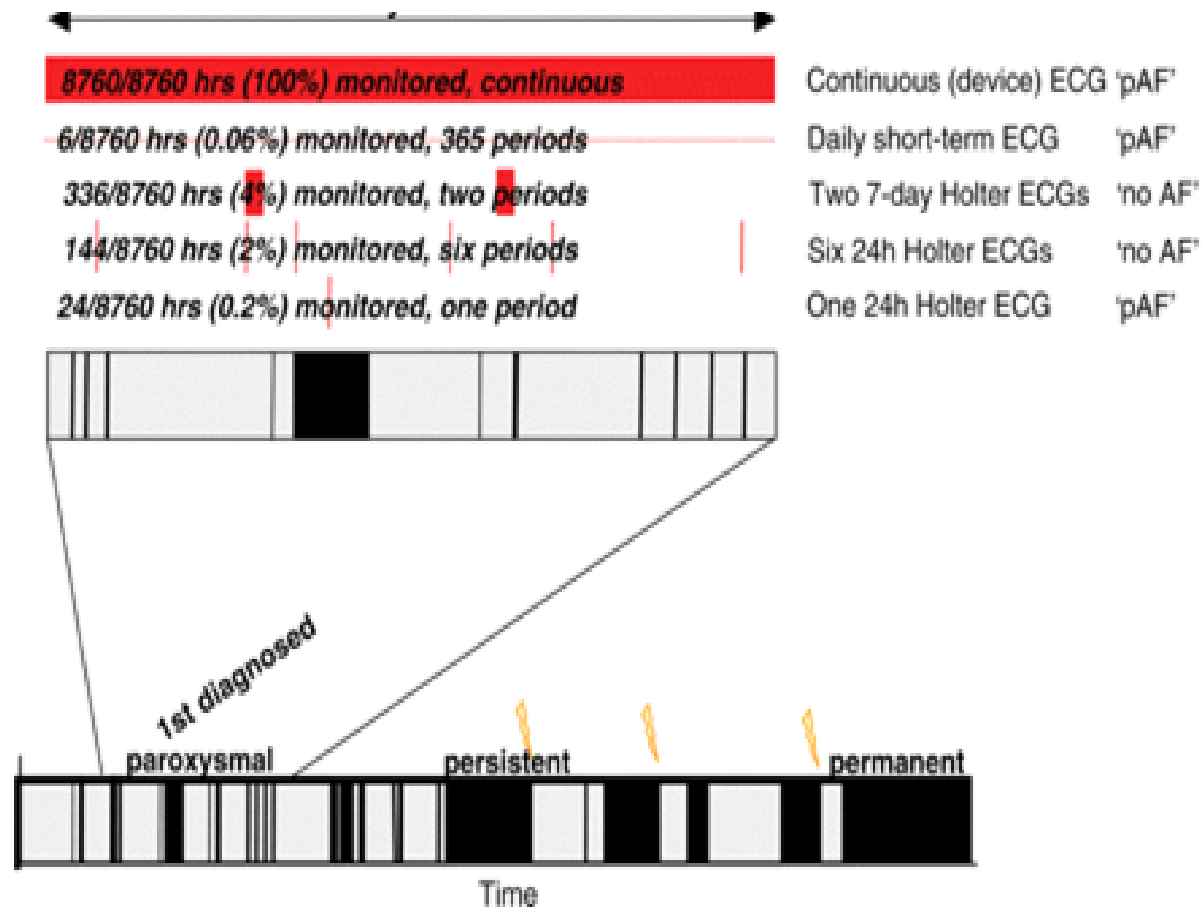 8760/8760 hrs (100%) monitored, continuous Continuous (device) ECG 'pAF'
6/8760 hrs (0.06%) monitored, 365 periods Daily short-term ECG 'pAF'
336/8760 hrs (4%) monitored, two periods Two 7-day Holter ECGs 'no AF'
144/8760 hrs (2%) monitored, six periods Six 24h Holter ECGs 'no AF'
24/8760 hrs (0.2%) monitored, one period One 24h Holter ECG 'pAF'
1st diagnosed
paroxysmal persistent permanent
Time